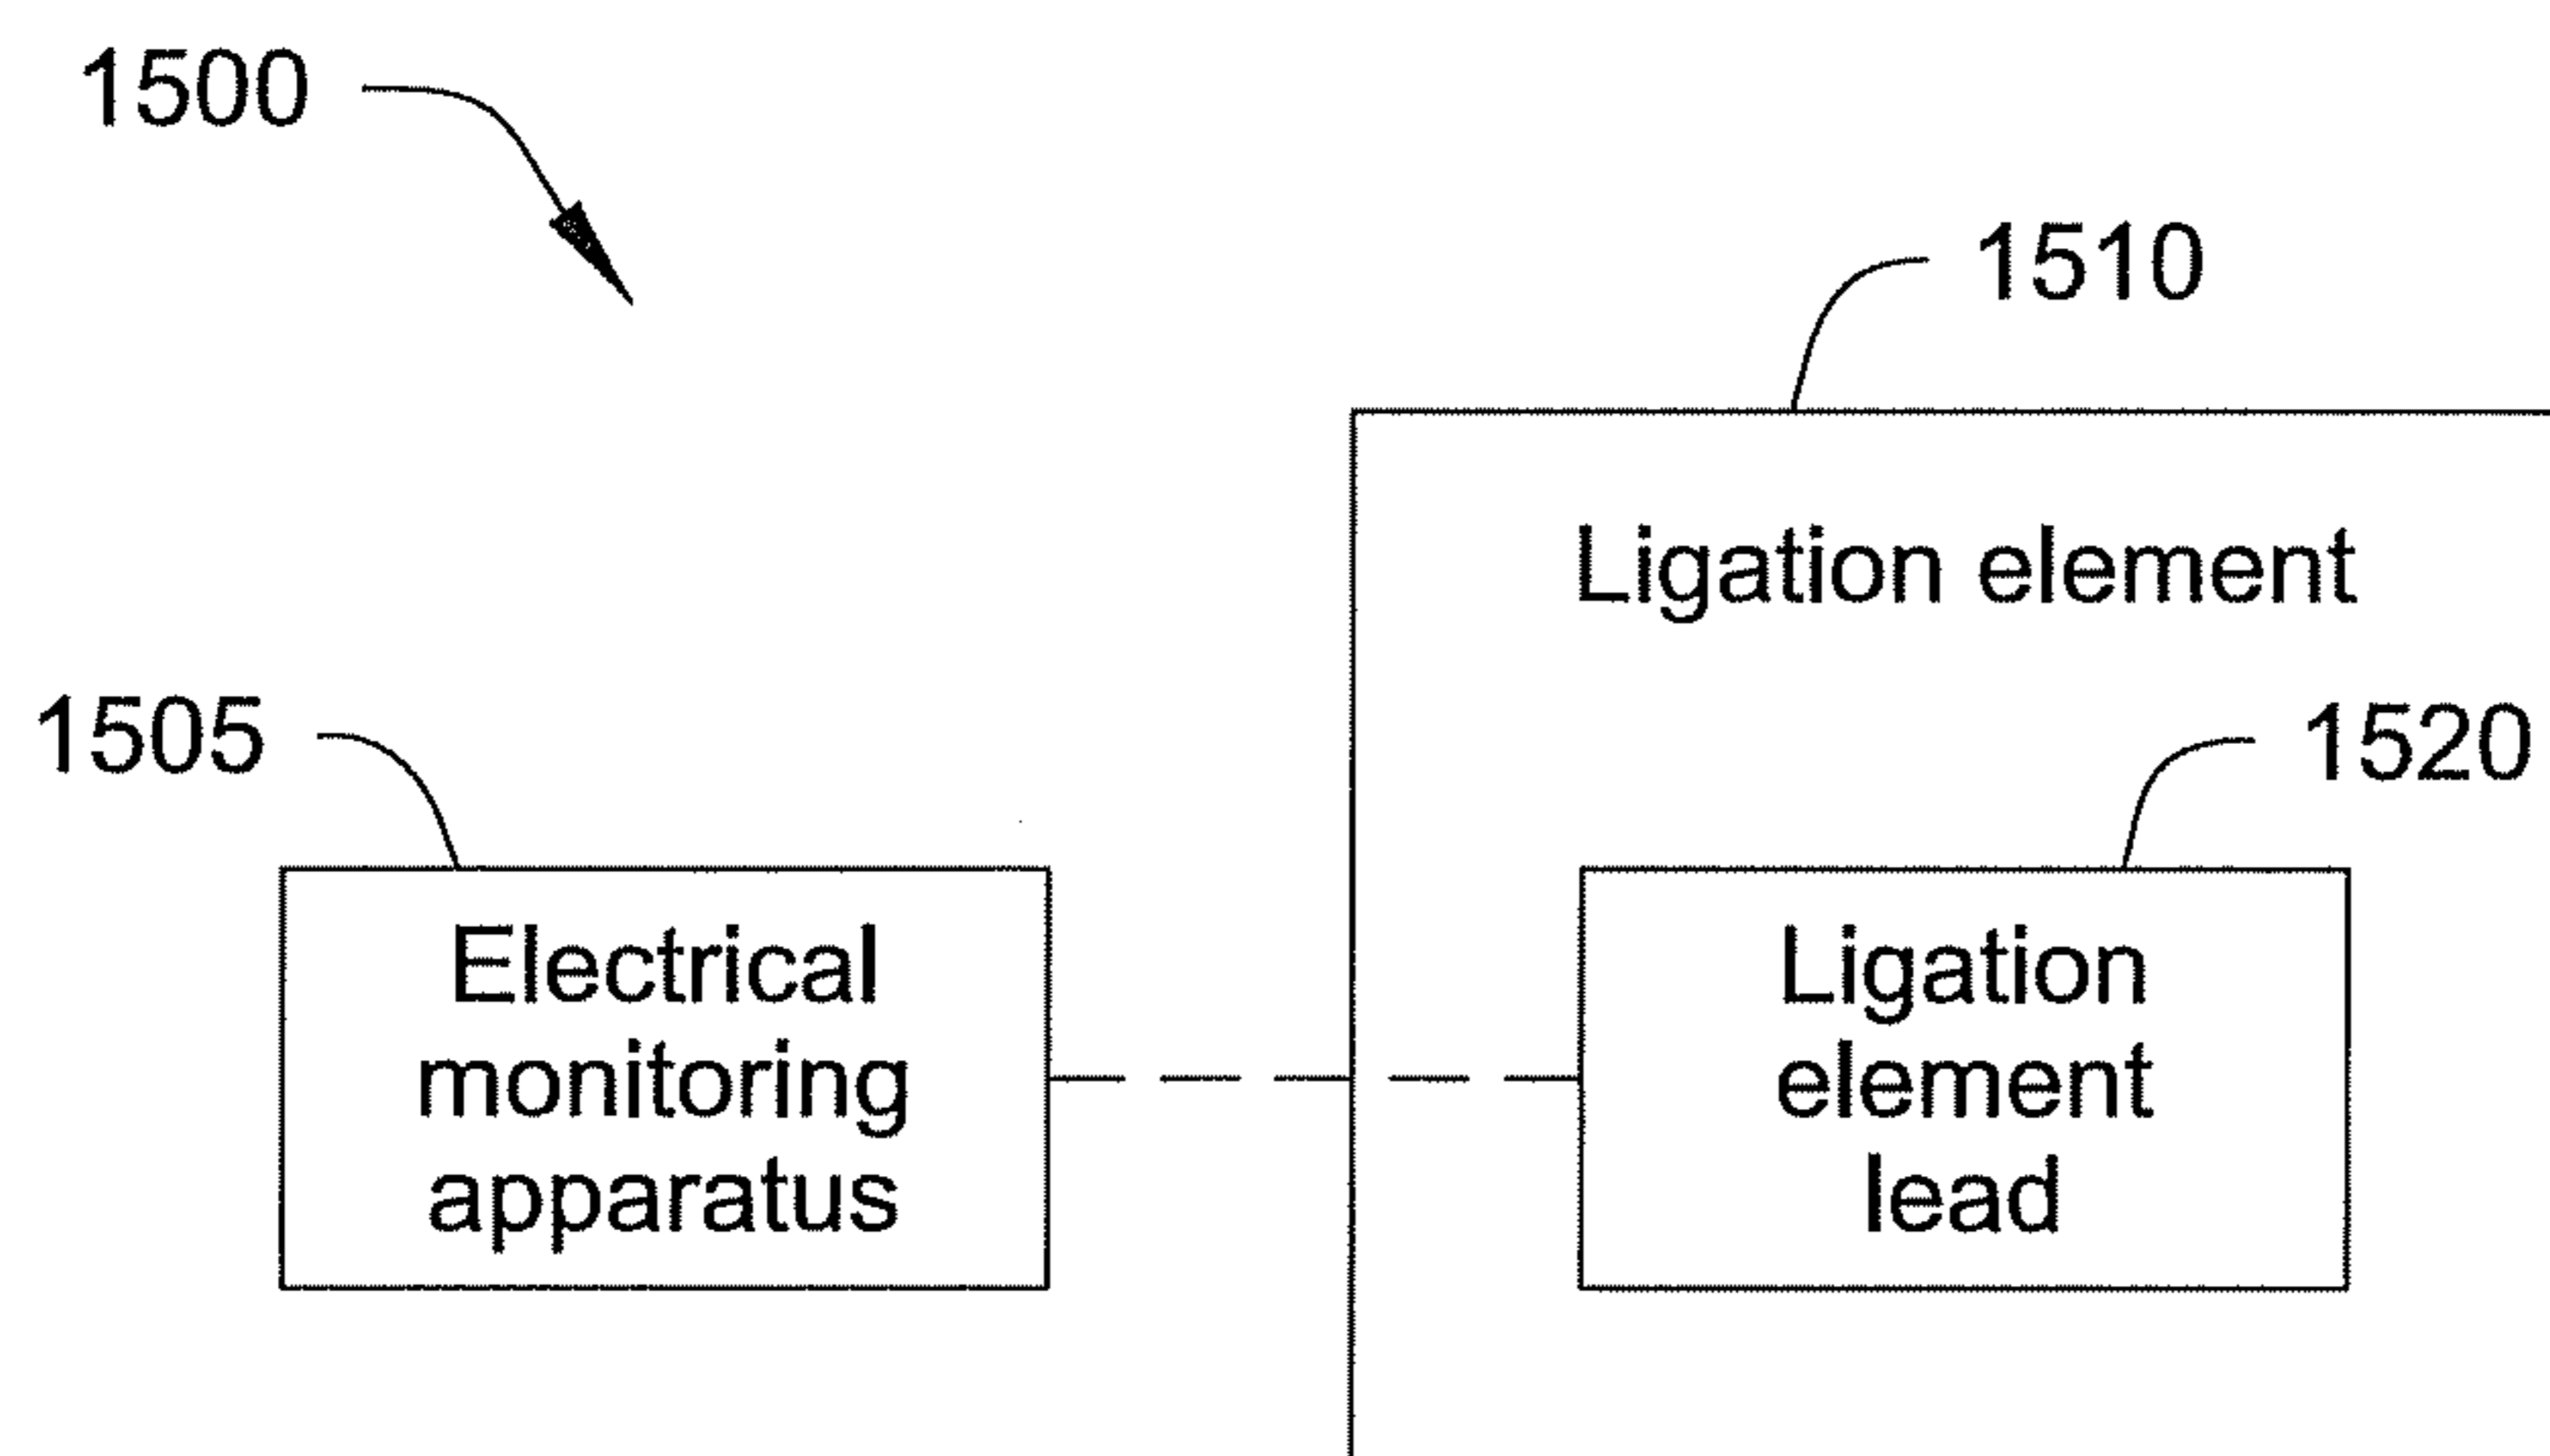 1500
1510
Ligation element
1505
1520
Electrical
monitoring
apparatus
Ligation
element
lead